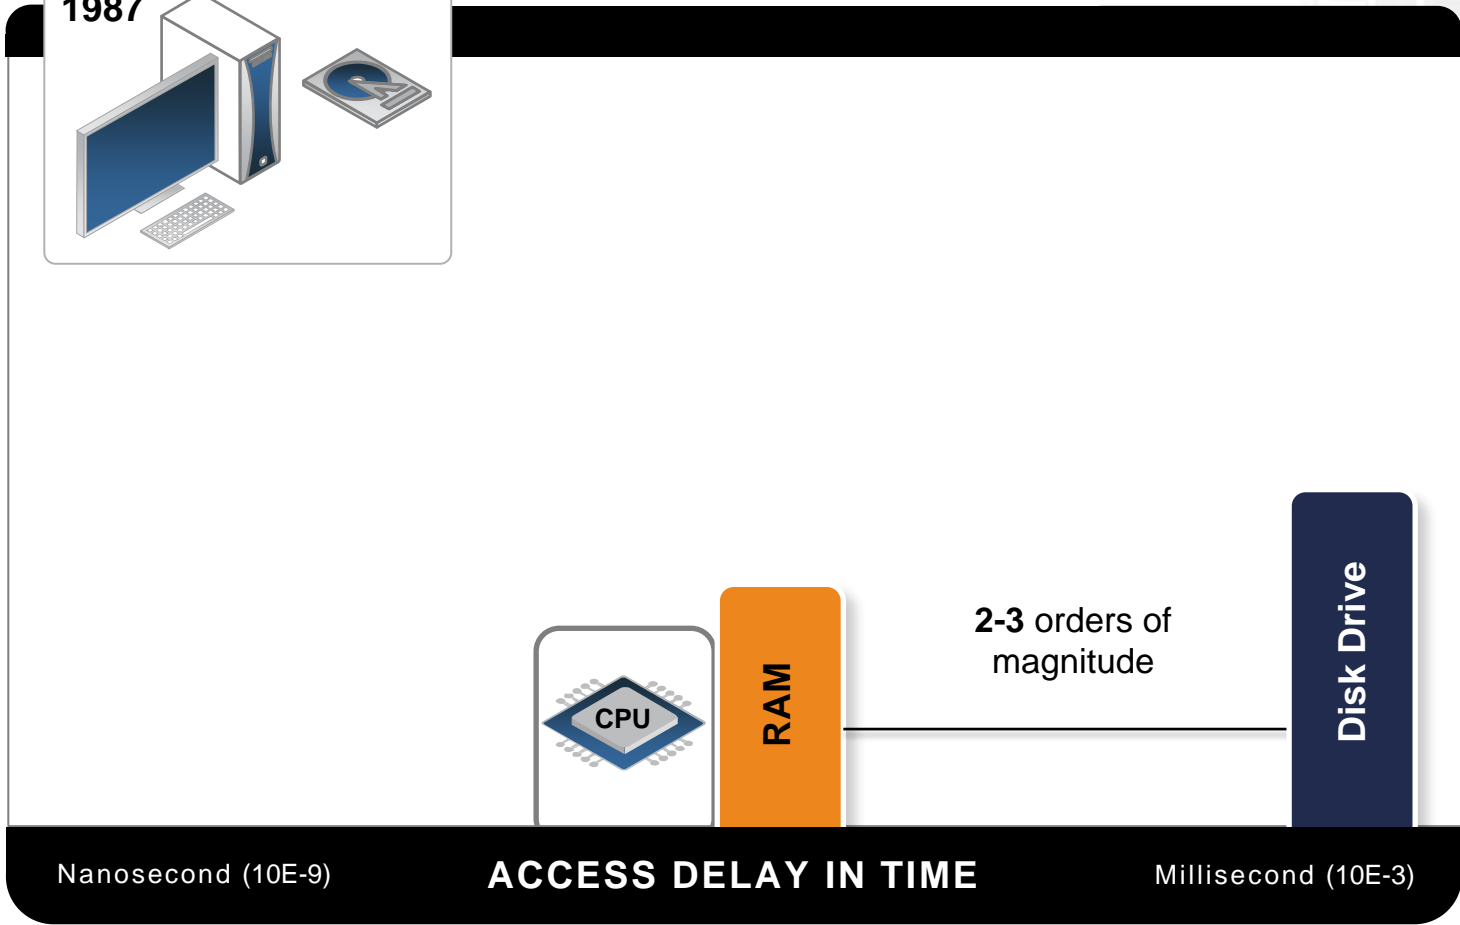 1987
CPU
RAM
2-3 orders of
magnitude
Disk Drive
Nanosecond (10E-9)
ACCESS DELAY IN TIME
Millisecond (10E-3)